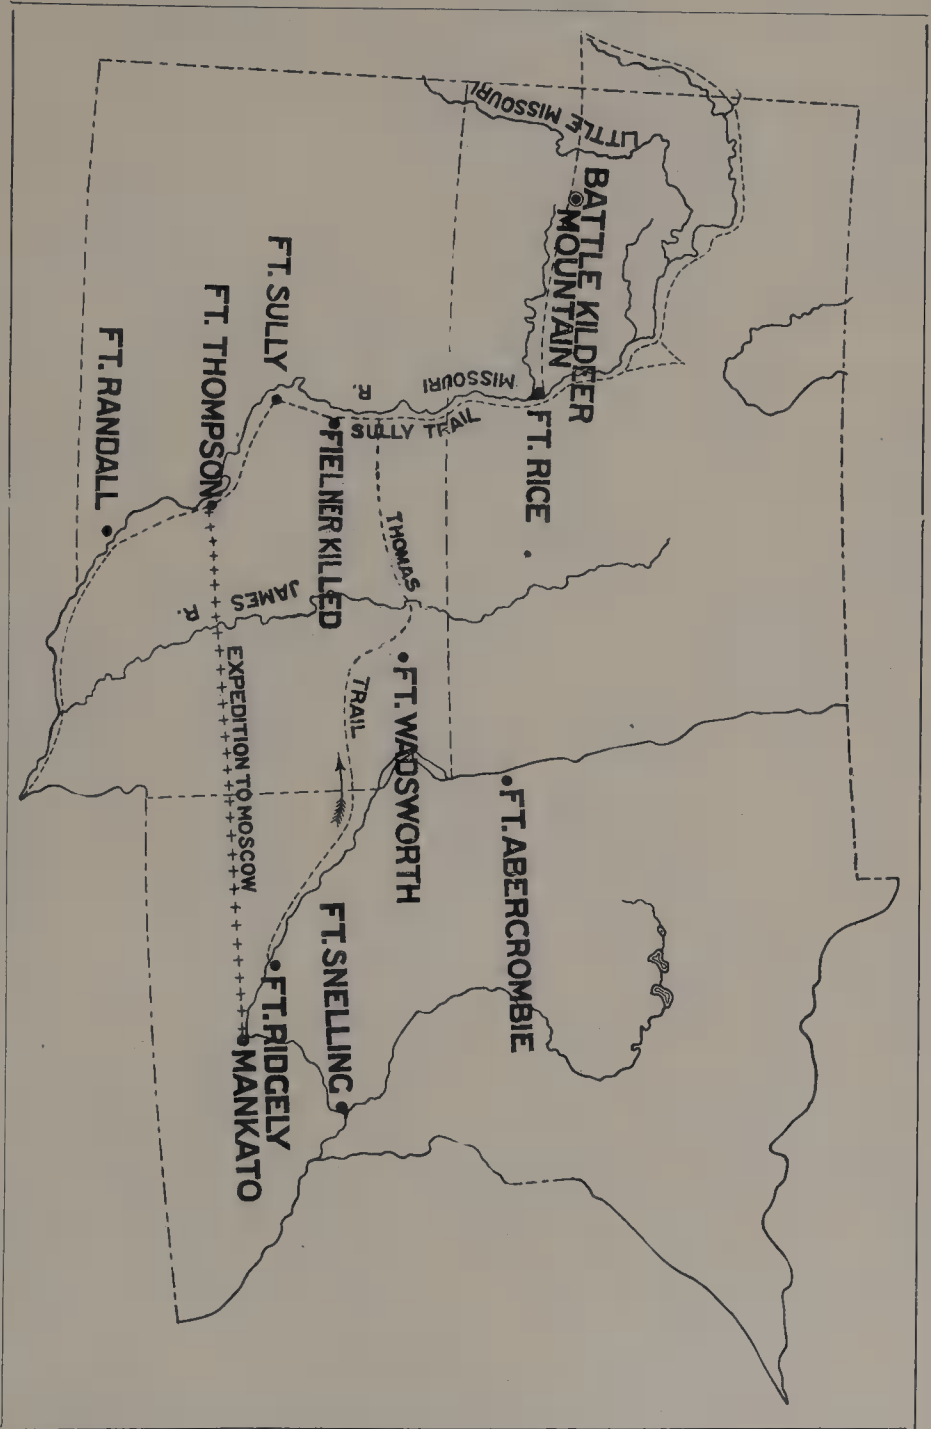 LITTLE MISSOURI
BATTLE KILDEER
MOUNTAIN
FT. RICE
MISSOURI
R.
SULLY TRAIL
FT. SULLY
FIELNER KILLED
FT. THOMPSON
FT. RANDALL
THOMAS
TRAIL
JAMES
R.
EXPEDITION TO MOSCOW
FT. WADSWORTH
FT. ABERCROMBIE
FT. SNELLING
FT. RIDGELY
MANKATO